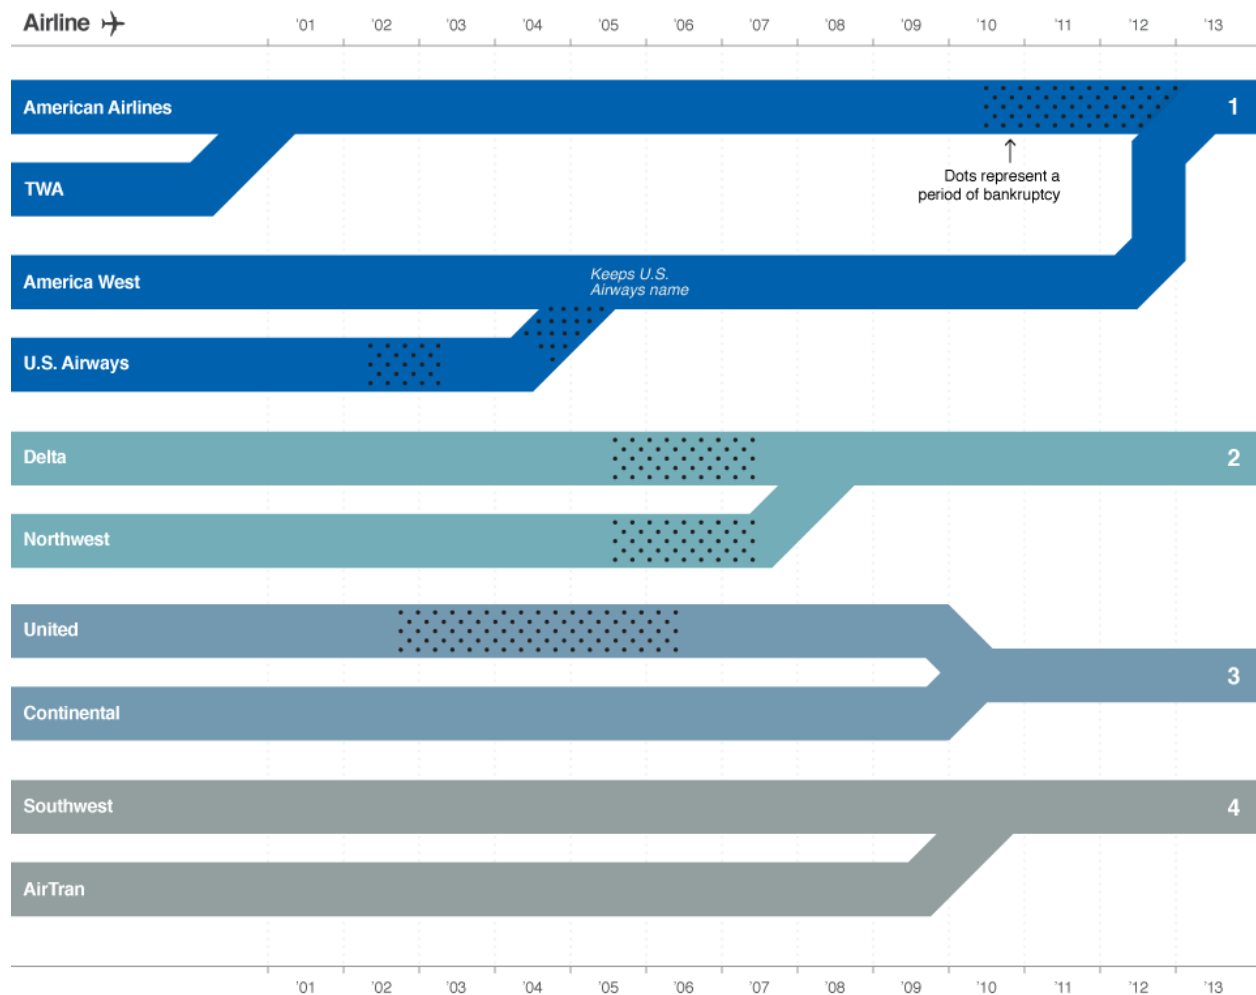 Airline
'01 '02 '03 '04 '05 '06 '07 '08 '09 '10 '11 '12 '13
American Airlines
1
Dots represent a
period of bankruptcy
TWA
America West
Keeps U.S.
Airways name
U.S. Airways
Delta
2
Northwest
United
3
Continental
Southwest
4
AirTran
'01 '02 '03 '04 '05 '06 '07 '08 '09 '10 '11 '12 '13